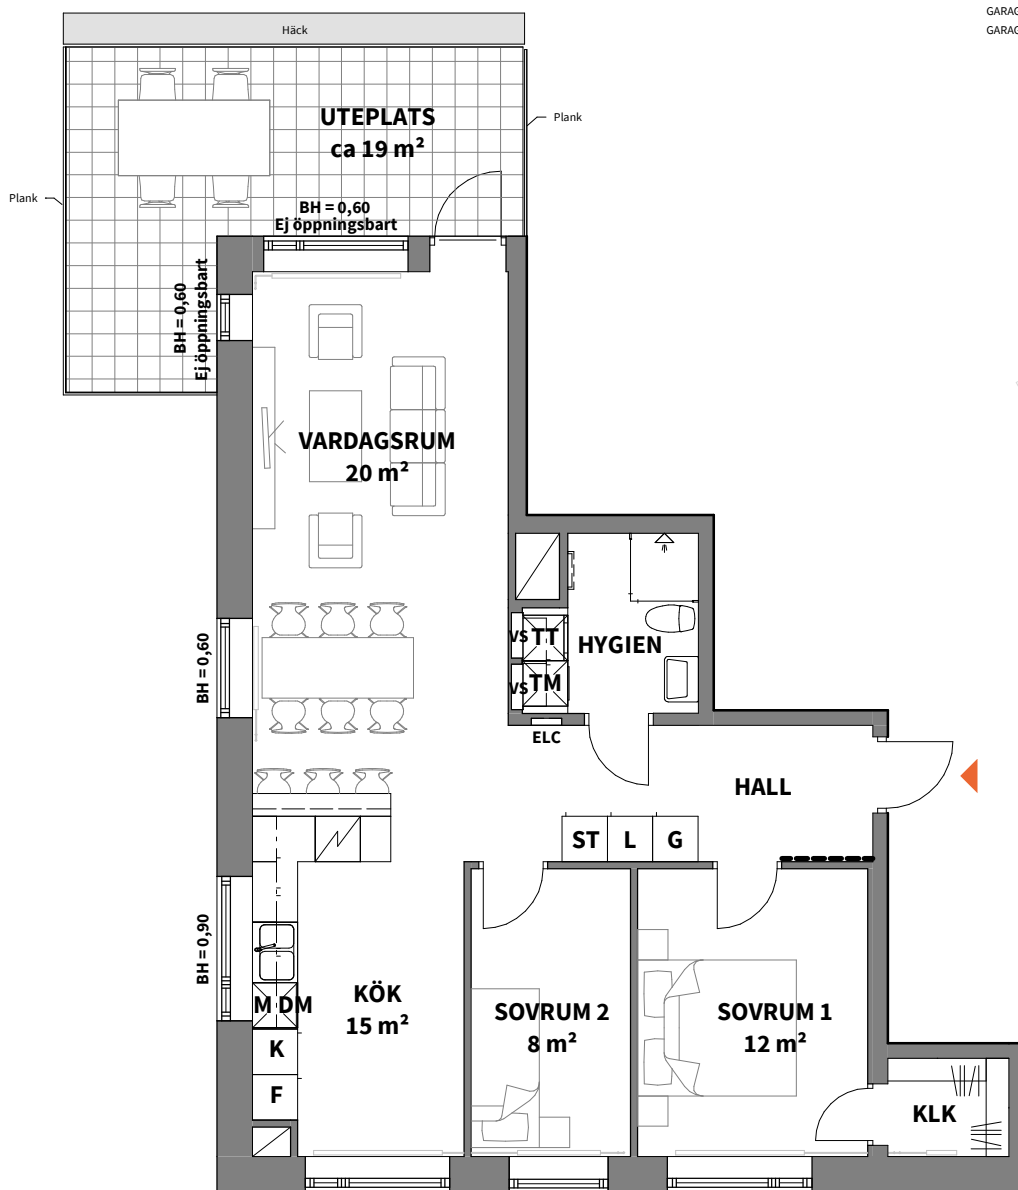 GARAG
GARAG
Häck
UTEPLATS
ca 19 m²
Plank
Plank
BH = 0,60
Ej öppningsbart
BH = 0,60
Ej öppningsbart
VARDAGSRUM
20 m²
BH = 0,60
VS TT
HYGIEN
VS TM
ELC
HALL
ST L G
BH = 0,90
M DM
KÖK
15 m²
SOVRUM 2
8 m²
SOVRUM 1
12 m²
K
F
KLK